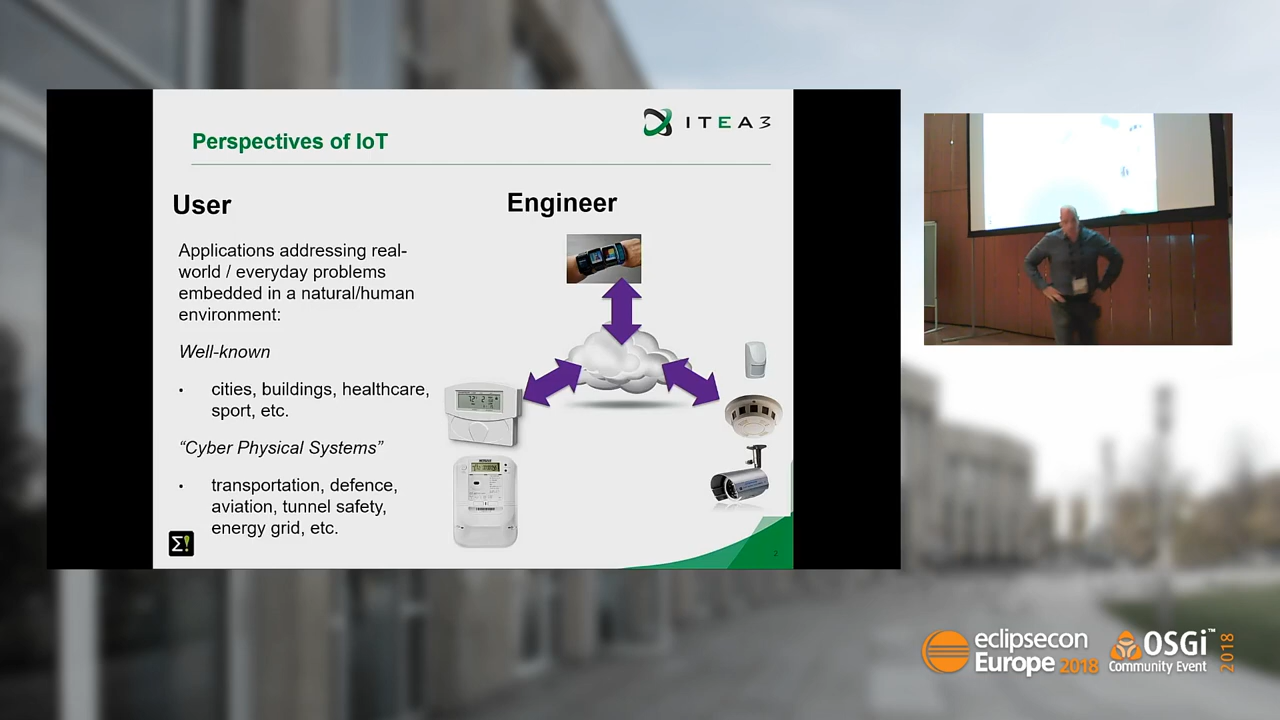 Perspectives of IoT
ITEA3
User
Applications addressing real-
world / everyday problems
embedded in a natural/human
environment:
Well-known
• cities, buildings, healthcare,
sport, etc.
“Cyber Physical Systems”
• transportation, defence,
aviation, tunnel safety,
energy grid, etc.
Engineer
Σ!
2
eclipsecon
Europe 2018
OSGi™
Community Event
2018